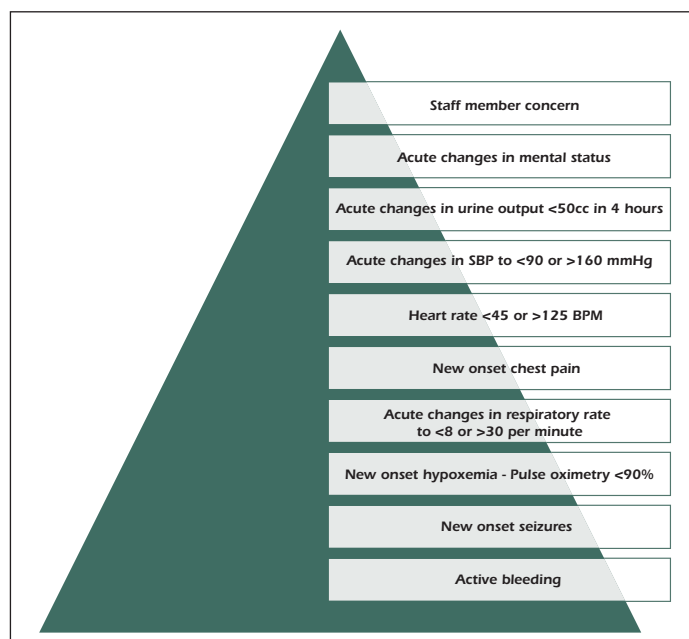 Staff member concern
Acute changes in mental status
Acute changes in urine output <50cc in 4 hours
Acute changes in SBP to <90 or >160 mmHg
Heart rate <45 or >125 BPM
New onset chest pain
Acute changes in respiratory rate
to <8 or >30 per minute
New onset hypoxemia - Pulse oximetry <90%
New onset seizures
Active bleeding